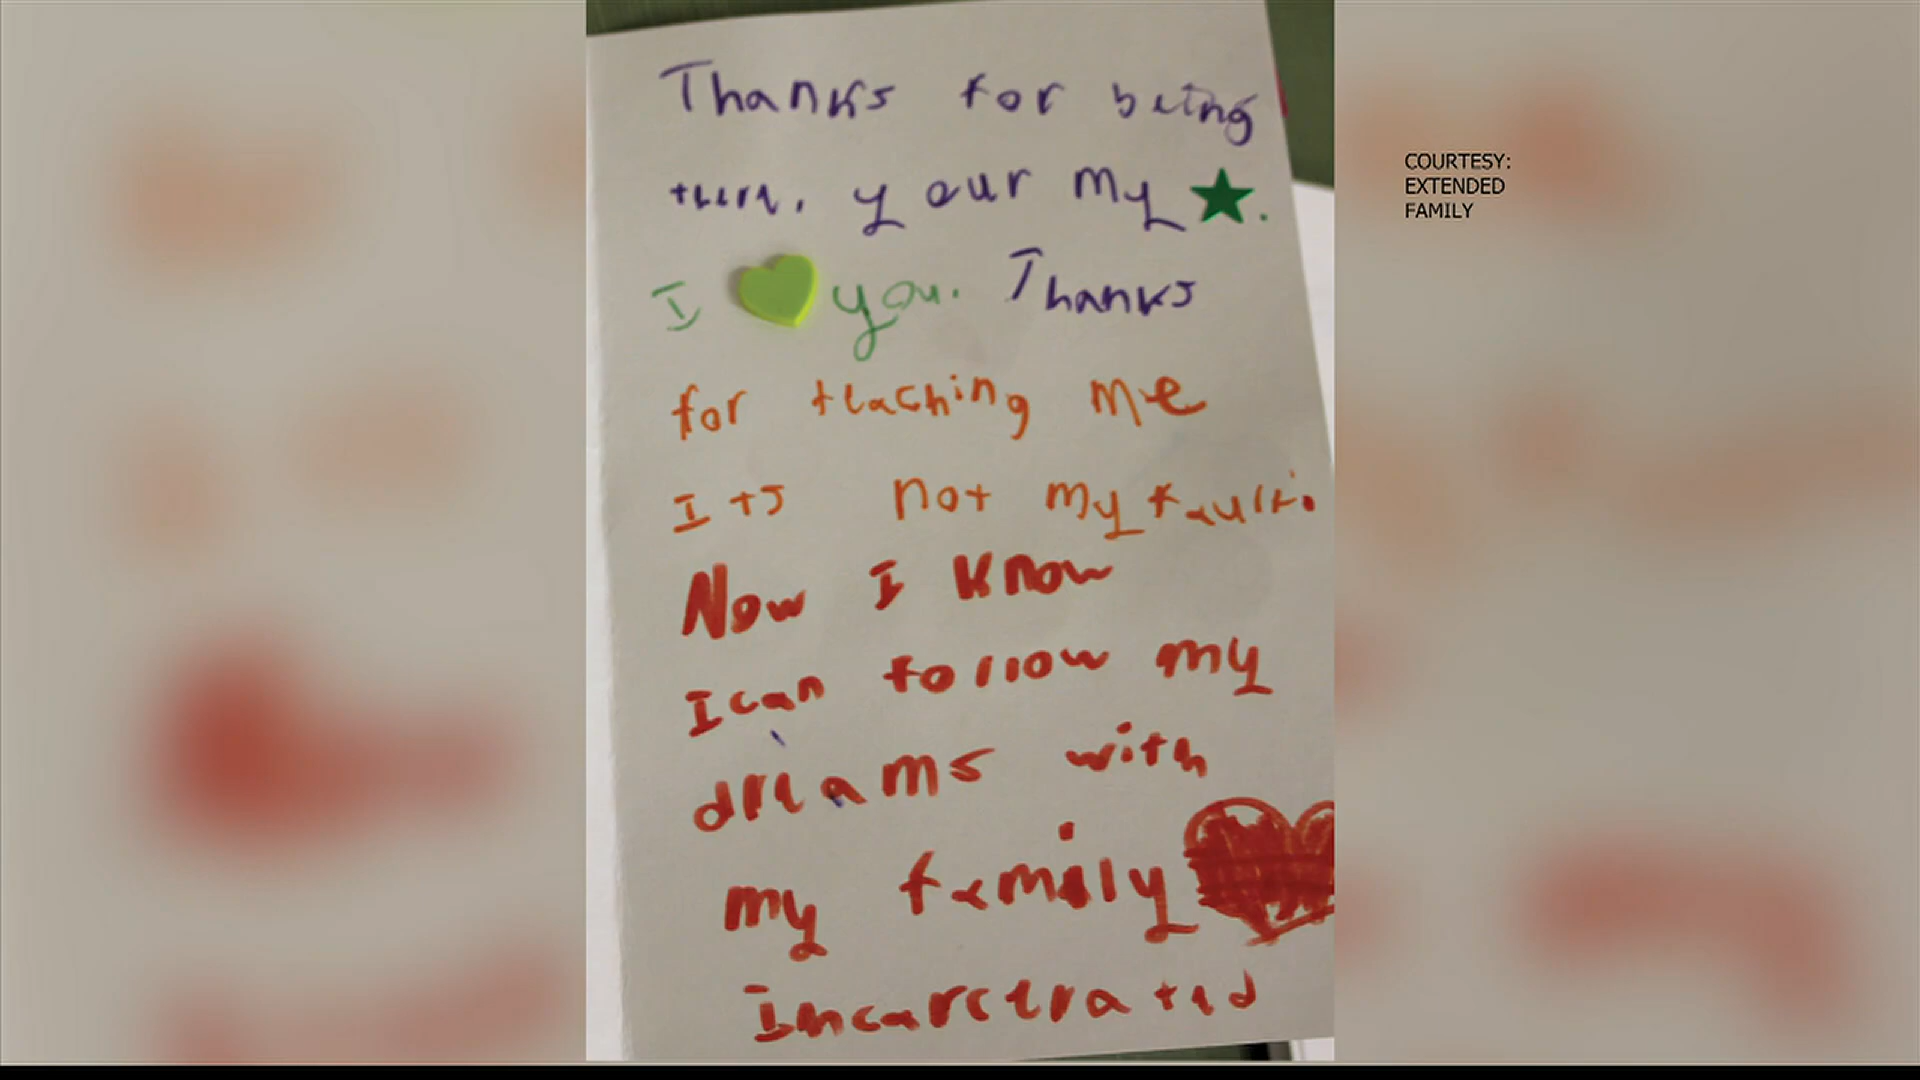 Thanks for being
there. your my ★.
I you. Thanks
for teaching me
Its not my fault.
Now I know
I can follow my
dreams with
my family
Incarcerated
COURTESY:
EXTENDED
FAMILY